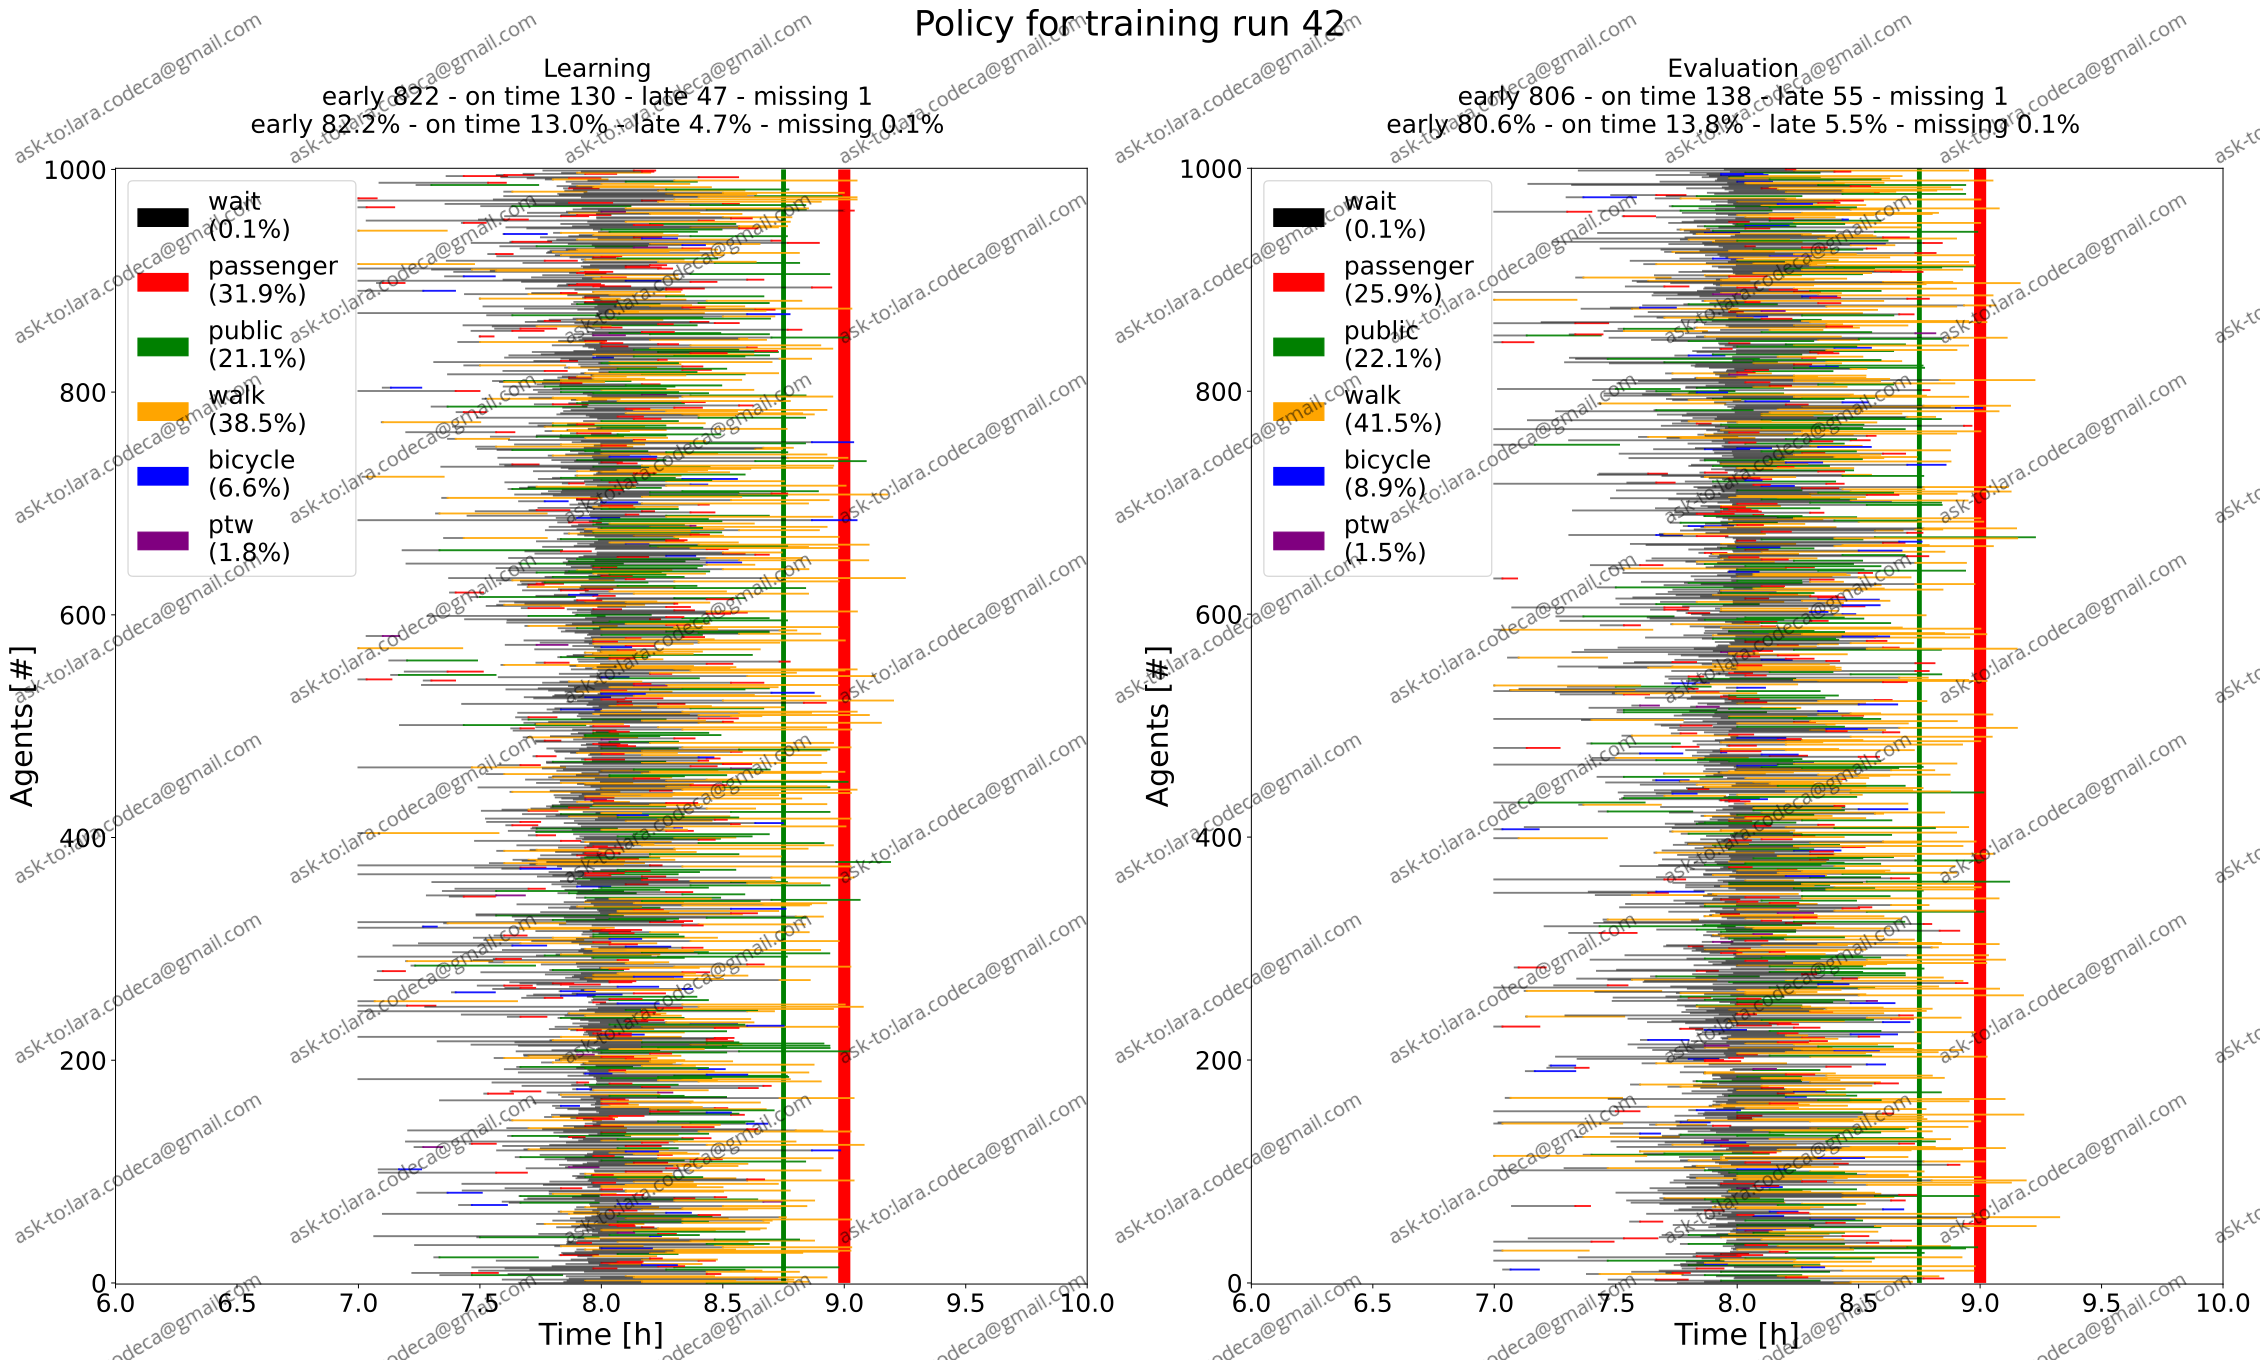 Policy for training run 42
Learning
early 822 - on time 130 - late 47 - missing 1
early 82.2% - on time 13.0% - late 4.7% - missing 0.1%
1000
800
600
400
200
0
Agents [#]
wait
(0.1%)
passenger
(31.9%)
public
(21.1%)
walk
(38.5%)
bicycle
(6.6%)
ptw
(1.8%)
6.0 6.5 7.0 7.5 8.0 8.5 9.0 9.5 10.0
Time [h]
Evaluation
early 806 - on time 138 - late 55 - missing 1
early 80.6% - on time 13.8% - late 5.5% - missing 0.1%
1000
800
600
400
200
0
Agents [#]
wait
(0.1%)
passenger
(25.9%)
public
(22.1%)
walk
(41.5%)
bicycle
(8.9%)
ptw
(1.5%)
6.0 6.5 7.0 7.5 8.0 8.5 9.0 9.5 10.0
Time [h]
ask-to:lara.codeca@gmail.com